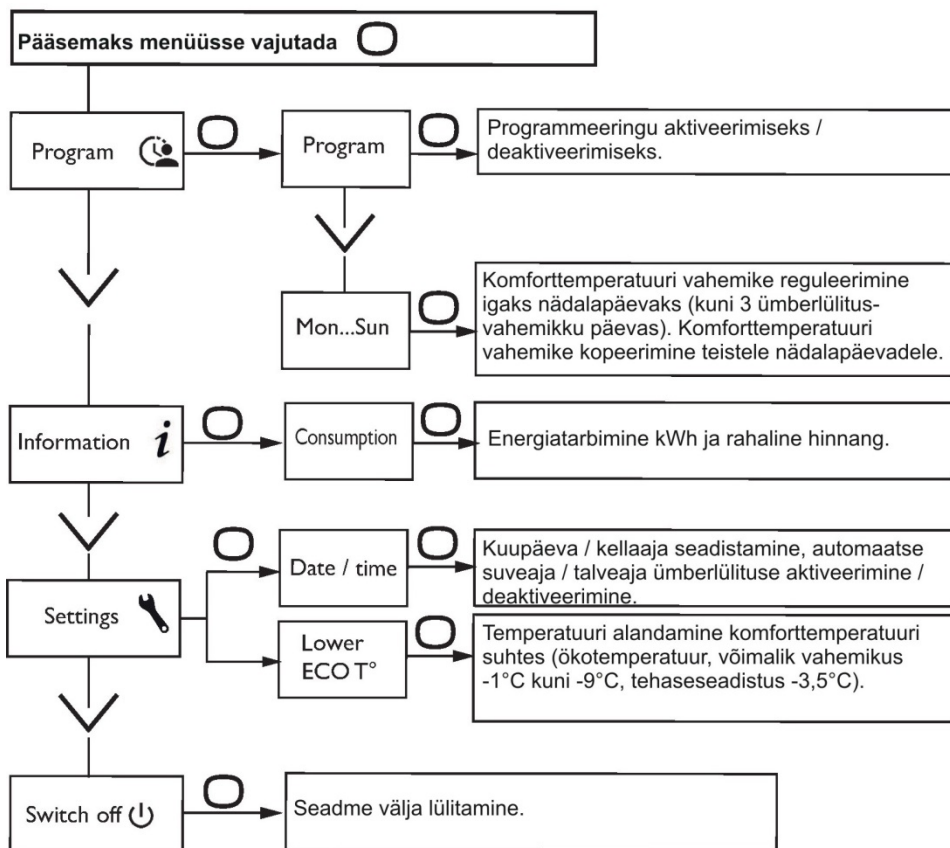 Pääsemaks menüüsse vajutada
Program
Program
Programmeeringu aktiveerimiseks /
deaktiveerimiseks.
Mon...Sun
Komforttemperatuuri vahemike reguleerimine
igaks nädalapäevaks (kuni 3 ümberlülitus-
vahemikku päevas). Komforttemperatuuri
vahemike kopeerimine teistele nädalapäevadele.
Information i
Consumption
Energiatarbimine kWh ja rahaline hinnang.
Settings
Date / time
Kuupäeva / kellaaja seadistamine, automaatse
suveaja / talveaja ümberlülituse aktiveerimine /
deaktiveerimine.
Lower
ECO T°
Temperatuuri alandamine komforttemperatuuri
suhtes (ökotemperatuur, võimalik vahemikus
-1°C kuni -9°C, tehaseseadistus -3,5°C).
Switch off
Seadme välja lülitamine.